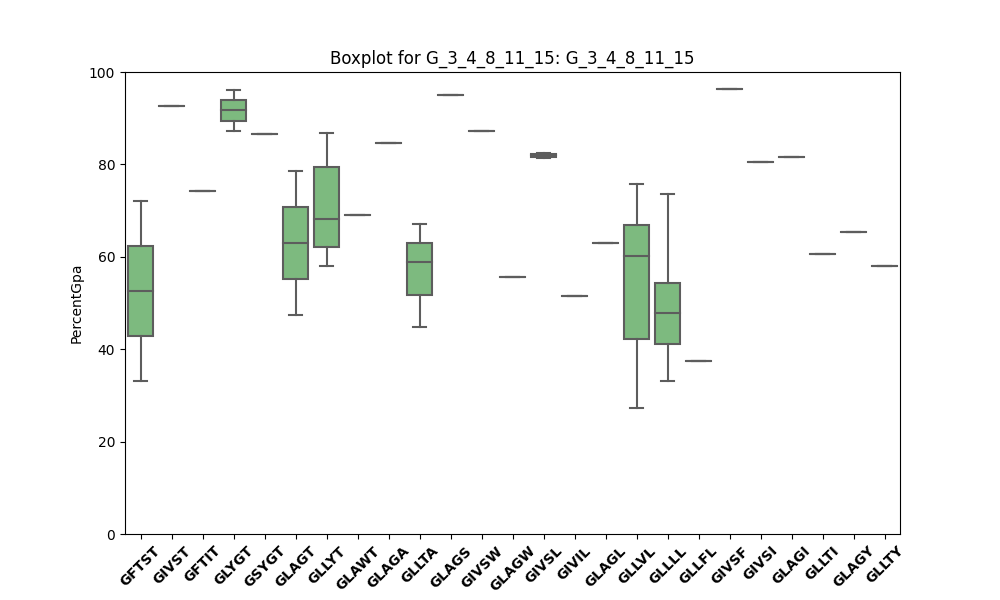 Boxplot for G_3_4_8_11_15: G_3_4_8_11_15
PercentGpa
100
80
60
40
20
0
GFTST GIVST GFTIT GLYGT GSYGT GLAGT GLLYT GLAWT GLAGA GLLTA GLAGS GIVSW GLAGW GIVSL GIVIL GLAGL GLLVL GLLLL GLLFL GIVSF GIVSI GLAGI GLLTI GLAGY GLLTY